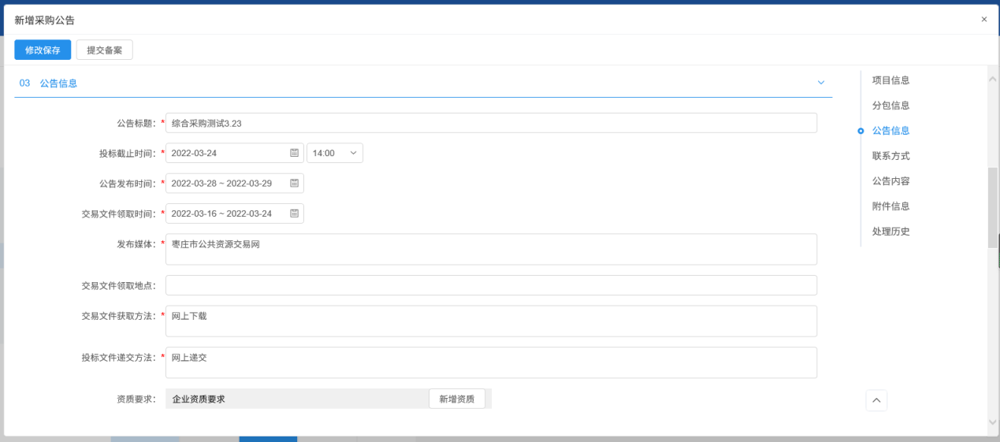 新增采购公告
×
修改保存 提交备案
03 公告信息
项目信息
分包信息
公告信息
联系方式
公告内容
附件信息
处理历史
公告标题：* 综合采购测试3.23
投标截止时间：* 2022-03-24 14:00
公告发布时间：* 2022-03-28 ~ 2022-03-29
交易文件领取时间：* 2022-03-16 ~ 2022-03-24
发布媒体：* 枣庄市公共资源交易网
交易文件领取地点：
交易文件获取方法：* 网上下载
投标文件递交方法：* 网上递交
资质要求： 企业资质要求 新增资质